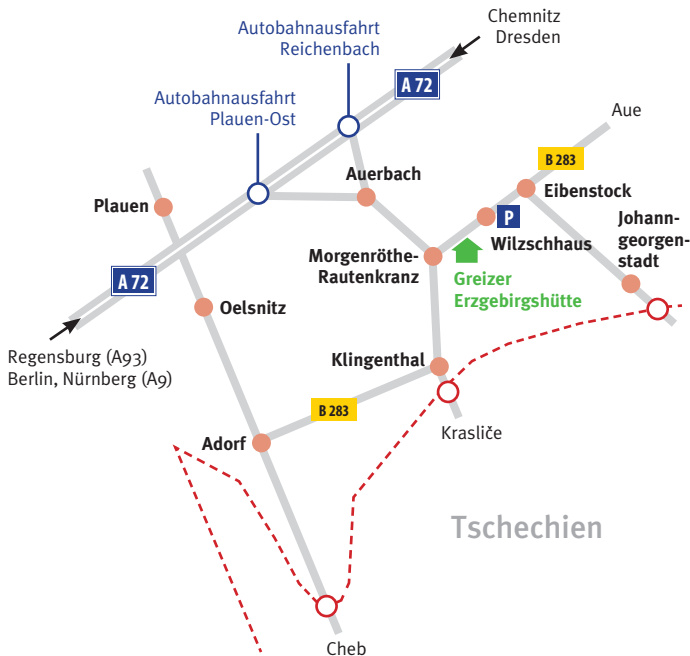 Chemnitz
Dresden
Autobahnausfahrt
Reichenbach
A 72
Autobahnausfahrt
Plauen-Ost
Aue
B 283
Auerbach
Eibenstock
Plauen
P
Johann-
georgen-
stadt
Wilzschhaus
Morgenröthe-
Rautenkranz
Greizer
Erzgebirgshütte
A 72
Oelsnitz
Regensburg (A93)
Berlin, Nürnberg (A9)
Klingenthal
B 283
Krasliče
Adorf
Tschechien
Cheb